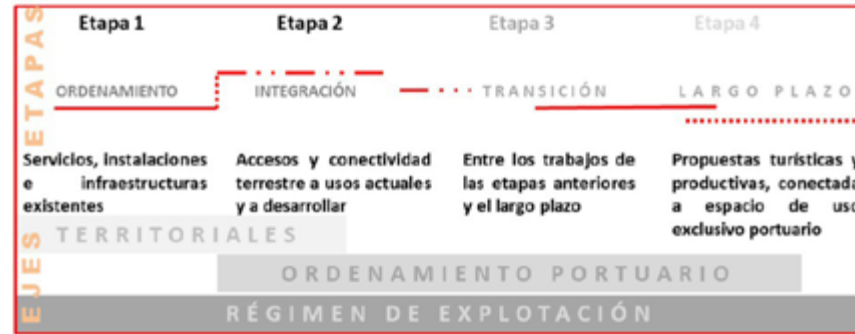 ETAPAS
Etapa 1 Etapa 2 Etapa 3 Etapa 4
ORDENAMIENTO INTEGRACIÓN TRANSICIÓN LARGO PLAZO
Servicios, instalaciones
e infraestructuras
existentes
Accesos y conectividad
terrestre a usos actuales
y a desarrollar
Entre los trabajos de
las etapas anteriores
y el largo plazo
Propuestas turísticas y
productivas, conectada
a espacio de uso
exclusivo portuario
EJES
TERRITORIALES
ORDENAMIENTO PORTUARIO
RÉGIMEN DE EXPLOTACIÓN